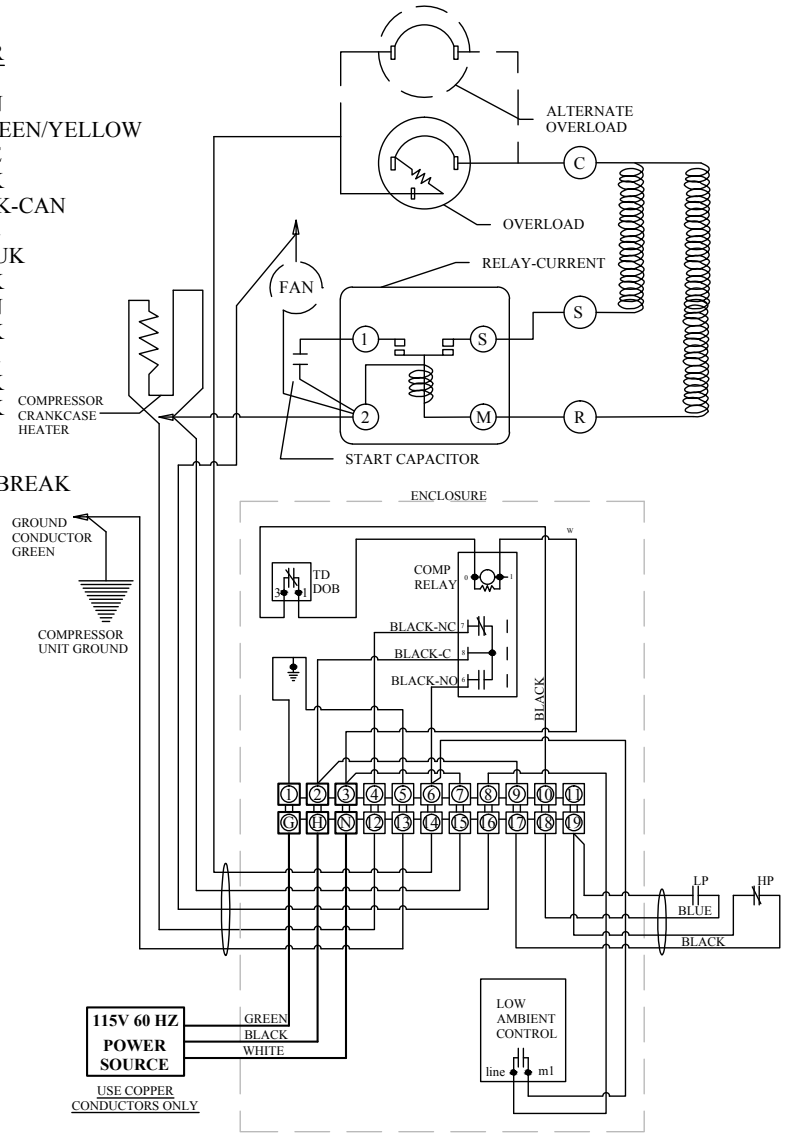 EEN/YELLOW
K-CAN
UK
BREAK
ALTERNATE
OVERLOAD
C
OVERLOAD
RELAY-CURRENT
FAN
1
S
S
2
M
R
COMPRESSOR
CRANKCASE
HEATER
START CAPACITOR
GROUND
CONDUCTOR
GREEN
COMPRESSOR
UNIT GROUND
ENCLOSURE
W
TD
DOB
3 1
COMP
RELAY
0 1
BLACK-NC 7
BLACK-C 8
BLACK-NO 6
BLACK
1 2 3 4 5 6 7 8 9 10 11
G H N 12 13 14 15 16 17 18 19
LP
HP
BLUE
BLACK
115V 60 HZ
POWER
SOURCE
GREEN
BLACK
WHITE
USE COPPER
CONDUCTORS ONLY
LOW
AMBIENT
CONTROL
line m1